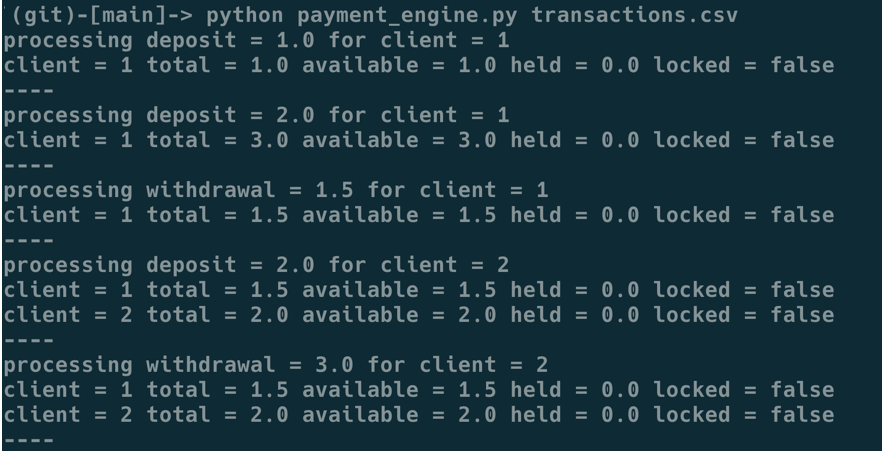 (git)-[main]-> python payment_engine.py transactions.csv
processing deposit = 1.0 for client = 1
client = 1 total = 1.0 available = 1.0 held = 0.0 locked = false
----
processing deposit = 2.0 for client = 1
client = 1 total = 3.0 available = 3.0 held = 0.0 locked = false
----
processing withdrawal = 1.5 for client = 1
client = 1 total = 1.5 available = 1.5 held = 0.0 locked = false
----
processing deposit = 2.0 for client = 2
client = 1 total = 1.5 available = 1.5 held = 0.0 locked = false
client = 2 total = 2.0 available = 2.0 held = 0.0 locked = false
----
processing withdrawal = 3.0 for client = 2
client = 1 total = 1.5 available = 1.5 held = 0.0 locked = false
client = 2 total = 2.0 available = 2.0 held = 0.0 locked = false
----